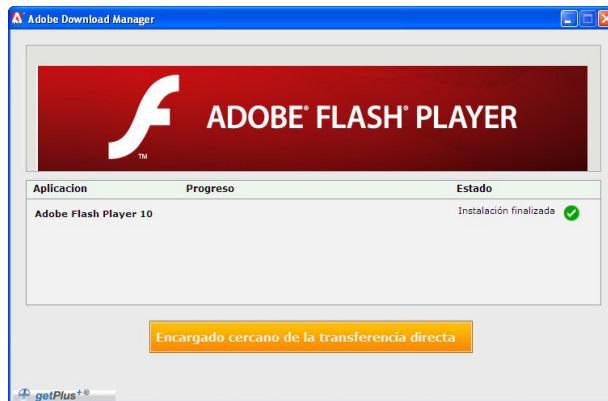 Adobe Download Manager
ADOBE® FLASH® PLAYER
TM
Aplicacion Progreso Estado
Adobe Flash Player 10 Instalación finalizada
Encargado cercano de la transferencia directa
getPlus+®